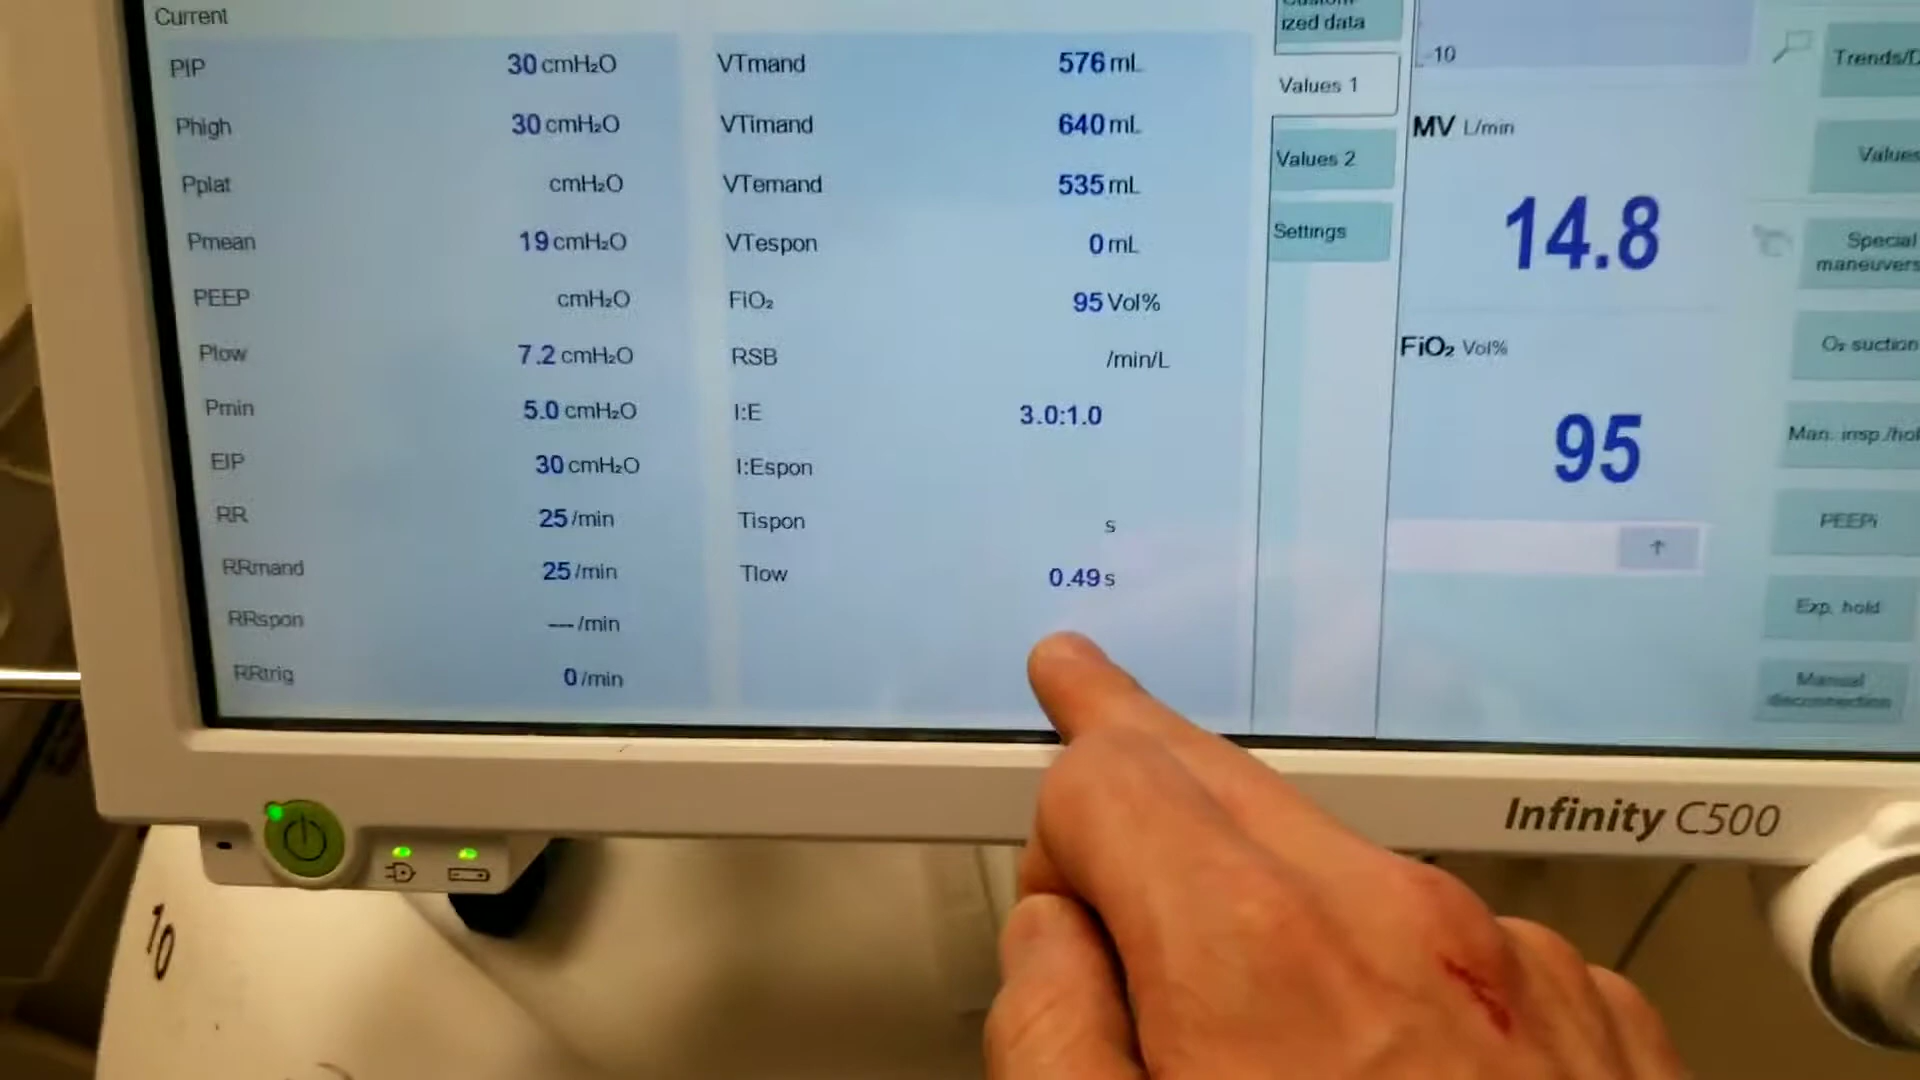 Current
PIP 30 cmH₂O
Phigh 30 cmH₂O
Pplat cmH₂O
Pmean 19 cmH₂O
PEEP cmH₂O
Plow 7.2 cmH₂O
Pmin 5.0 cmH₂O
EIP 30 cmH₂O
RR 25 /min
RRmand 25 /min
RRspon --- /min
RRtrig 0 /min
VTmand 576 mL
VTimand 640 mL
VTemand 535 mL
VTespon 0 mL
FiO₂ 95 Vol%
RSB /min/L
I:E 3.0:1.0
I:Espon
Tispon s
Tlow 0.49 s
ized data
Values 1
Values 2
Settings
-10
MV L/min
14.8
FiO₂ Vol%
95
Trends/D
Values
Special
maneuvers
O₂ suction
Man. insp./hol
PEEPi
Exp. hold
Manual
disconnection
Infinity C500
10